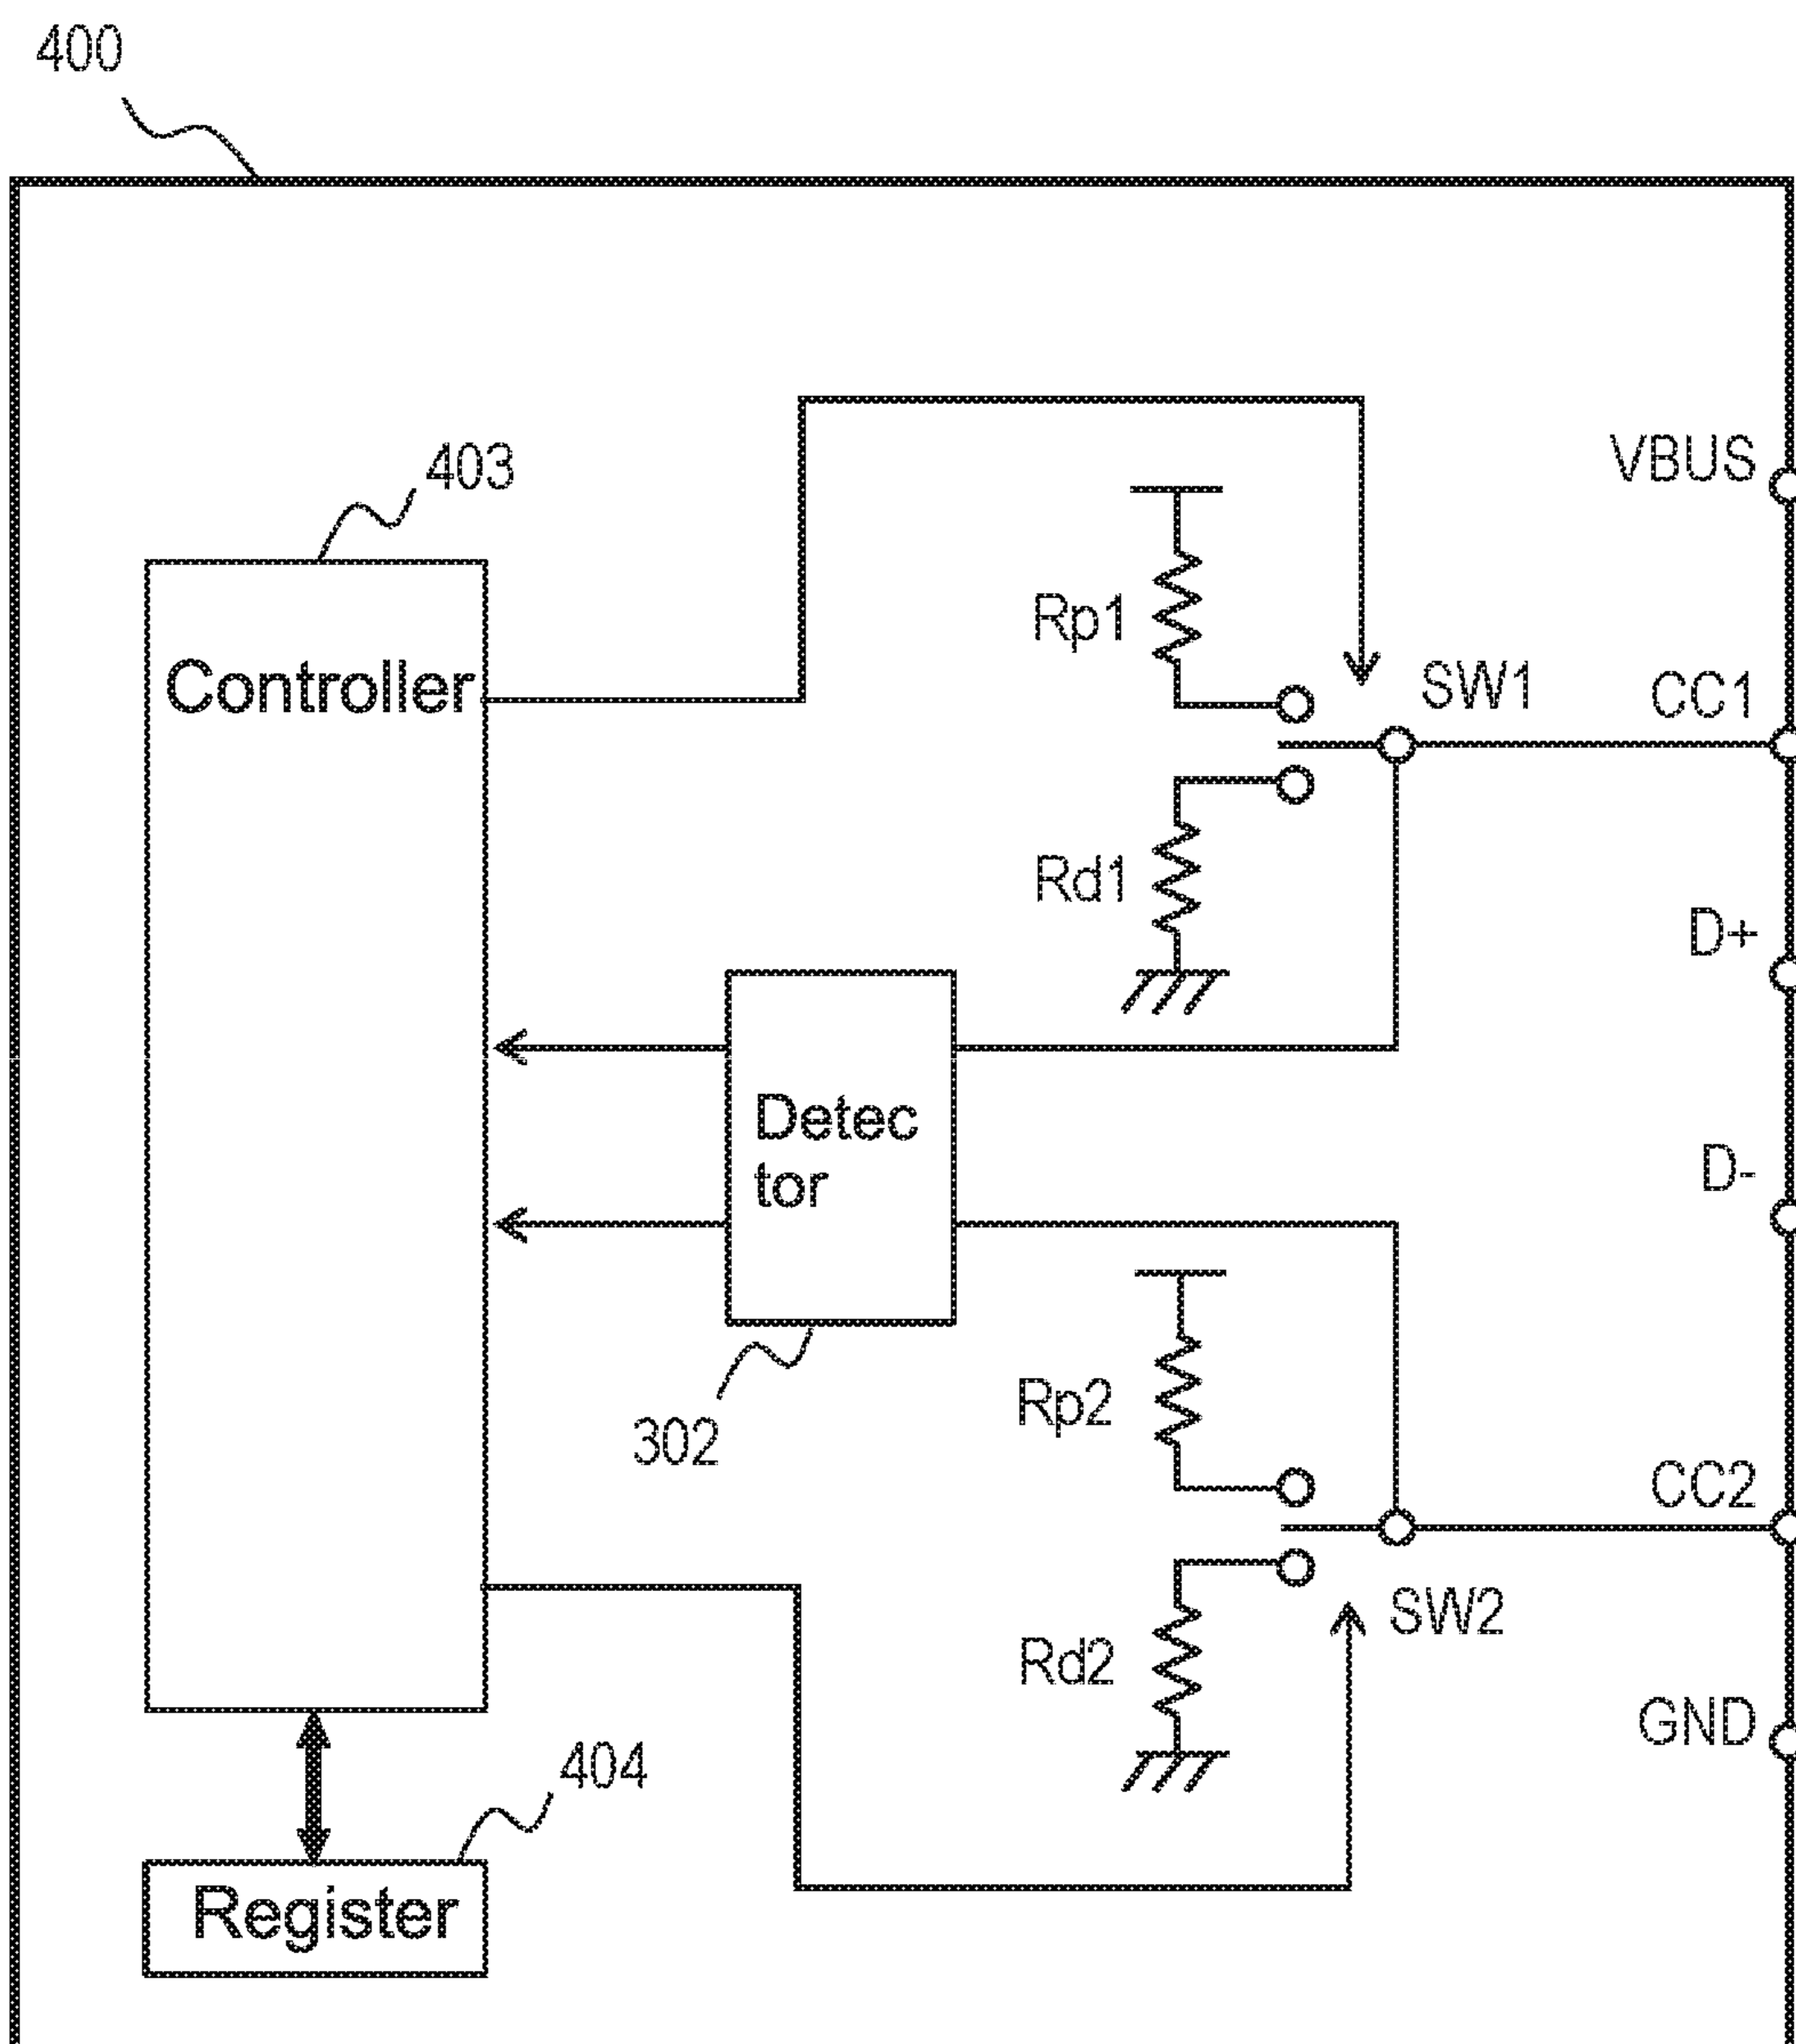 400
VBUS
403
Rp1
Controller
SW1
CC1
Rd1
D+
Detec
tor
D-
Rp2
302
CC2
SW2
Rd2
GND
404
Register